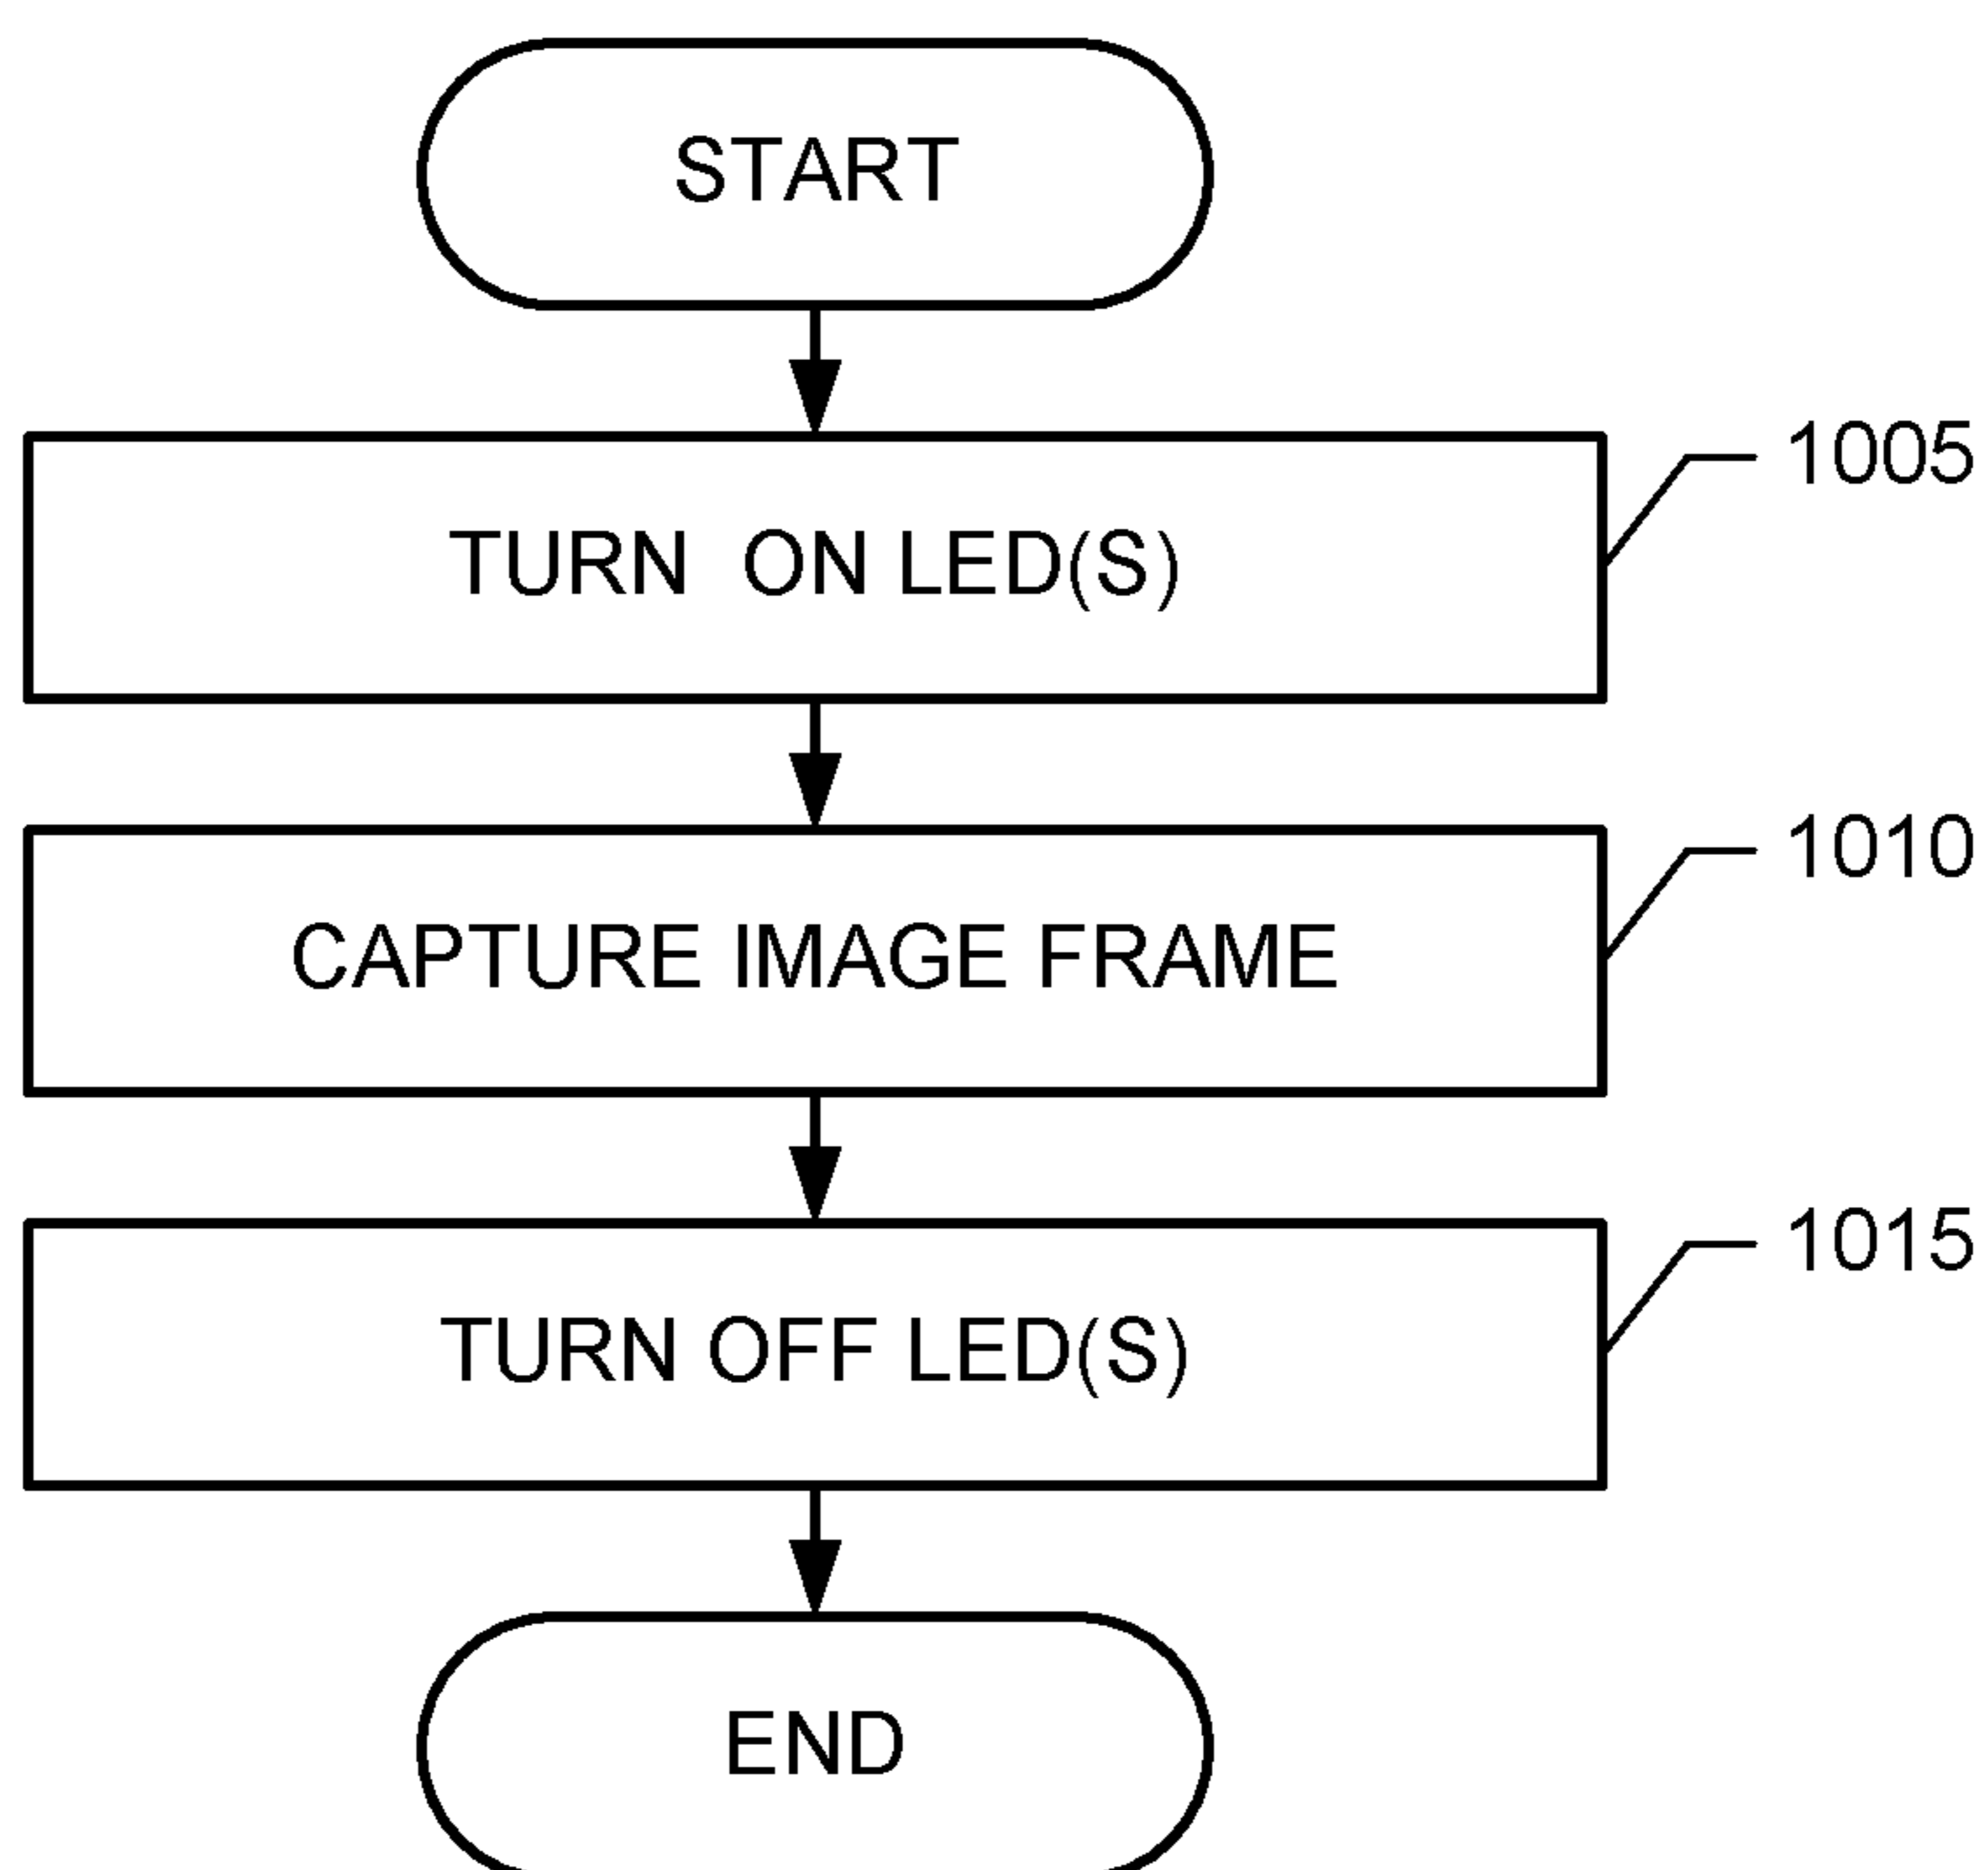 START
TURN ON LED(S)
1005
CAPTURE IMAGE FRAME
1010
TURN OFF LED(S)
1015
END